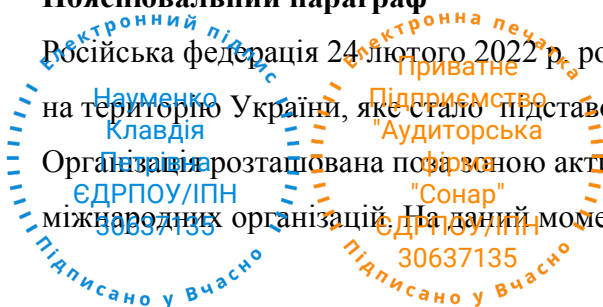 Пояснювальний параграф
Російська федерація 24 лютого 2022 р. ро
на територію України, яке стало підставо
Організація розташована поза зоною акт
міжнародних організацій. На даний моме
Електронний підпис
Науменко
Клавдія
Петрівна
ЄДРПОУ/ІПН
30637135
Підписано у Вчасно
Електронна печатка
Приватне
Підприємство
"Аудиторська
фірма
"Сонар"
ЄДРПОУ/ІПН
30637135
Підписано у Вчасно